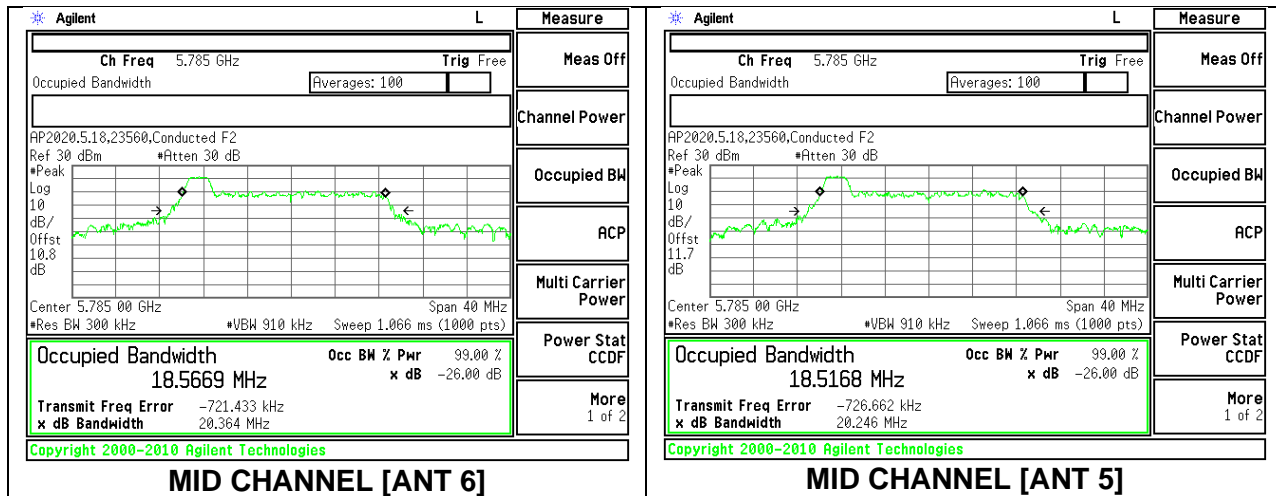 Agilent L Measure
Ch Freq 5.785 GHz Trig Free
Meas Off
Occupied Bandwidth Averages: 100
Channel Power
AP2020.5.18,23560,Conducted F2
Ref 30 dBm #Atten 30 dB
#Peak
Log
10
dB/
Offst
10.8
dB
Occupied BW
ACP
Multi Carrier
Power
Center 5.785 00 GHz Span 40 MHz
#Res BW 300 kHz #VBW 910 kHz Sweep 1.066 ms (1000 pts)
Power Stat
CCDF
Occupied Bandwidth Occ BW % Pwr 99.00 %
18.5669 MHz x dB -26.00 dB
Transmit Freq Error -721.433 kHz
x dB Bandwidth 20.364 MHz
More
1 of 2
Copyright 2000-2010 Agilent Technologies
MID CHANNEL [ANT 6]
Agilent L Measure
Ch Freq 5.785 GHz Trig Free
Meas Off
Occupied Bandwidth Averages: 100
Channel Power
AP2020.5.18,23560,Conducted F2
Ref 30 dBm #Atten 30 dB
#Peak
Log
10
dB/
Offst
11.7
dB
Occupied BW
ACP
Multi Carrier
Power
Center 5.785 00 GHz Span 40 MHz
#Res BW 300 kHz #VBW 910 kHz Sweep 1.066 ms (1000 pts)
Power Stat
CCDF
Occupied Bandwidth Occ BW % Pwr 99.00 %
18.5168 MHz x dB -26.00 dB
Transmit Freq Error -726.662 kHz
x dB Bandwidth 20.246 MHz
More
1 of 2
Copyright 2000-2010 Agilent Technologies
MID CHANNEL [ANT 5]